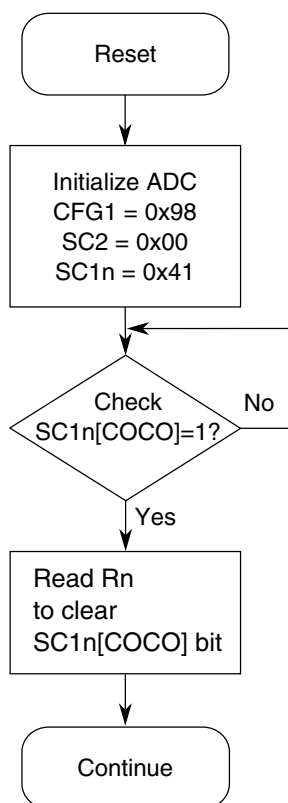 Reset
Initialize ADC
CFG1 = 0x98
SC2 = 0x00
SC1n = 0x41
Check
SC1n[COCO]=1?
No
Yes
Read Rn
to clear
SC1n[COCO] bit
Continue